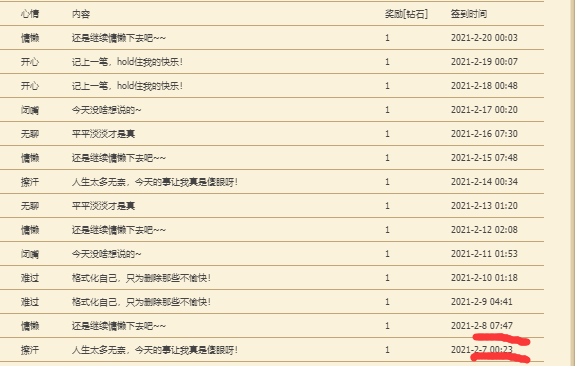 心情 内容 奖励[钻石] 签到时间
慵懒 还是继续慵懒下去吧~~ 1 2021-2-20 00:03
开心 记上一笔，hold住我的快乐！ 1 2021-2-19 00:07
开心 记上一笔，hold住我的快乐！ 1 2021-2-18 00:48
闭嘴 今天没啥想说的~ 1 2021-2-17 00:20
无聊 平平淡淡才是真 1 2021-2-16 07:30
慵懒 还是继续慵懒下去吧~~ 1 2021-2-15 07:48
擦汗 人生太多无奈，今天的事让我真是傻眼呀！ 1 2021-2-14 00:34
无聊 平平淡淡才是真 1 2021-2-13 01:20
慵懒 还是继续慵懒下去吧~~ 1 2021-2-12 02:08
闭嘴 今天没啥想说的~ 1 2021-2-11 01:53
难过 格式化自己，只为删除那些不愉快！ 1 2021-2-10 01:18
难过 格式化自己，只为删除那些不愉快！ 1 2021-2-9 04:41
慵懒 还是继续慵懒下去吧~~ 1 2021-2-8 07:47
擦汗 人生太多无奈，今天的事让我真是傻眼呀！ 1 2021-2-7 00:23